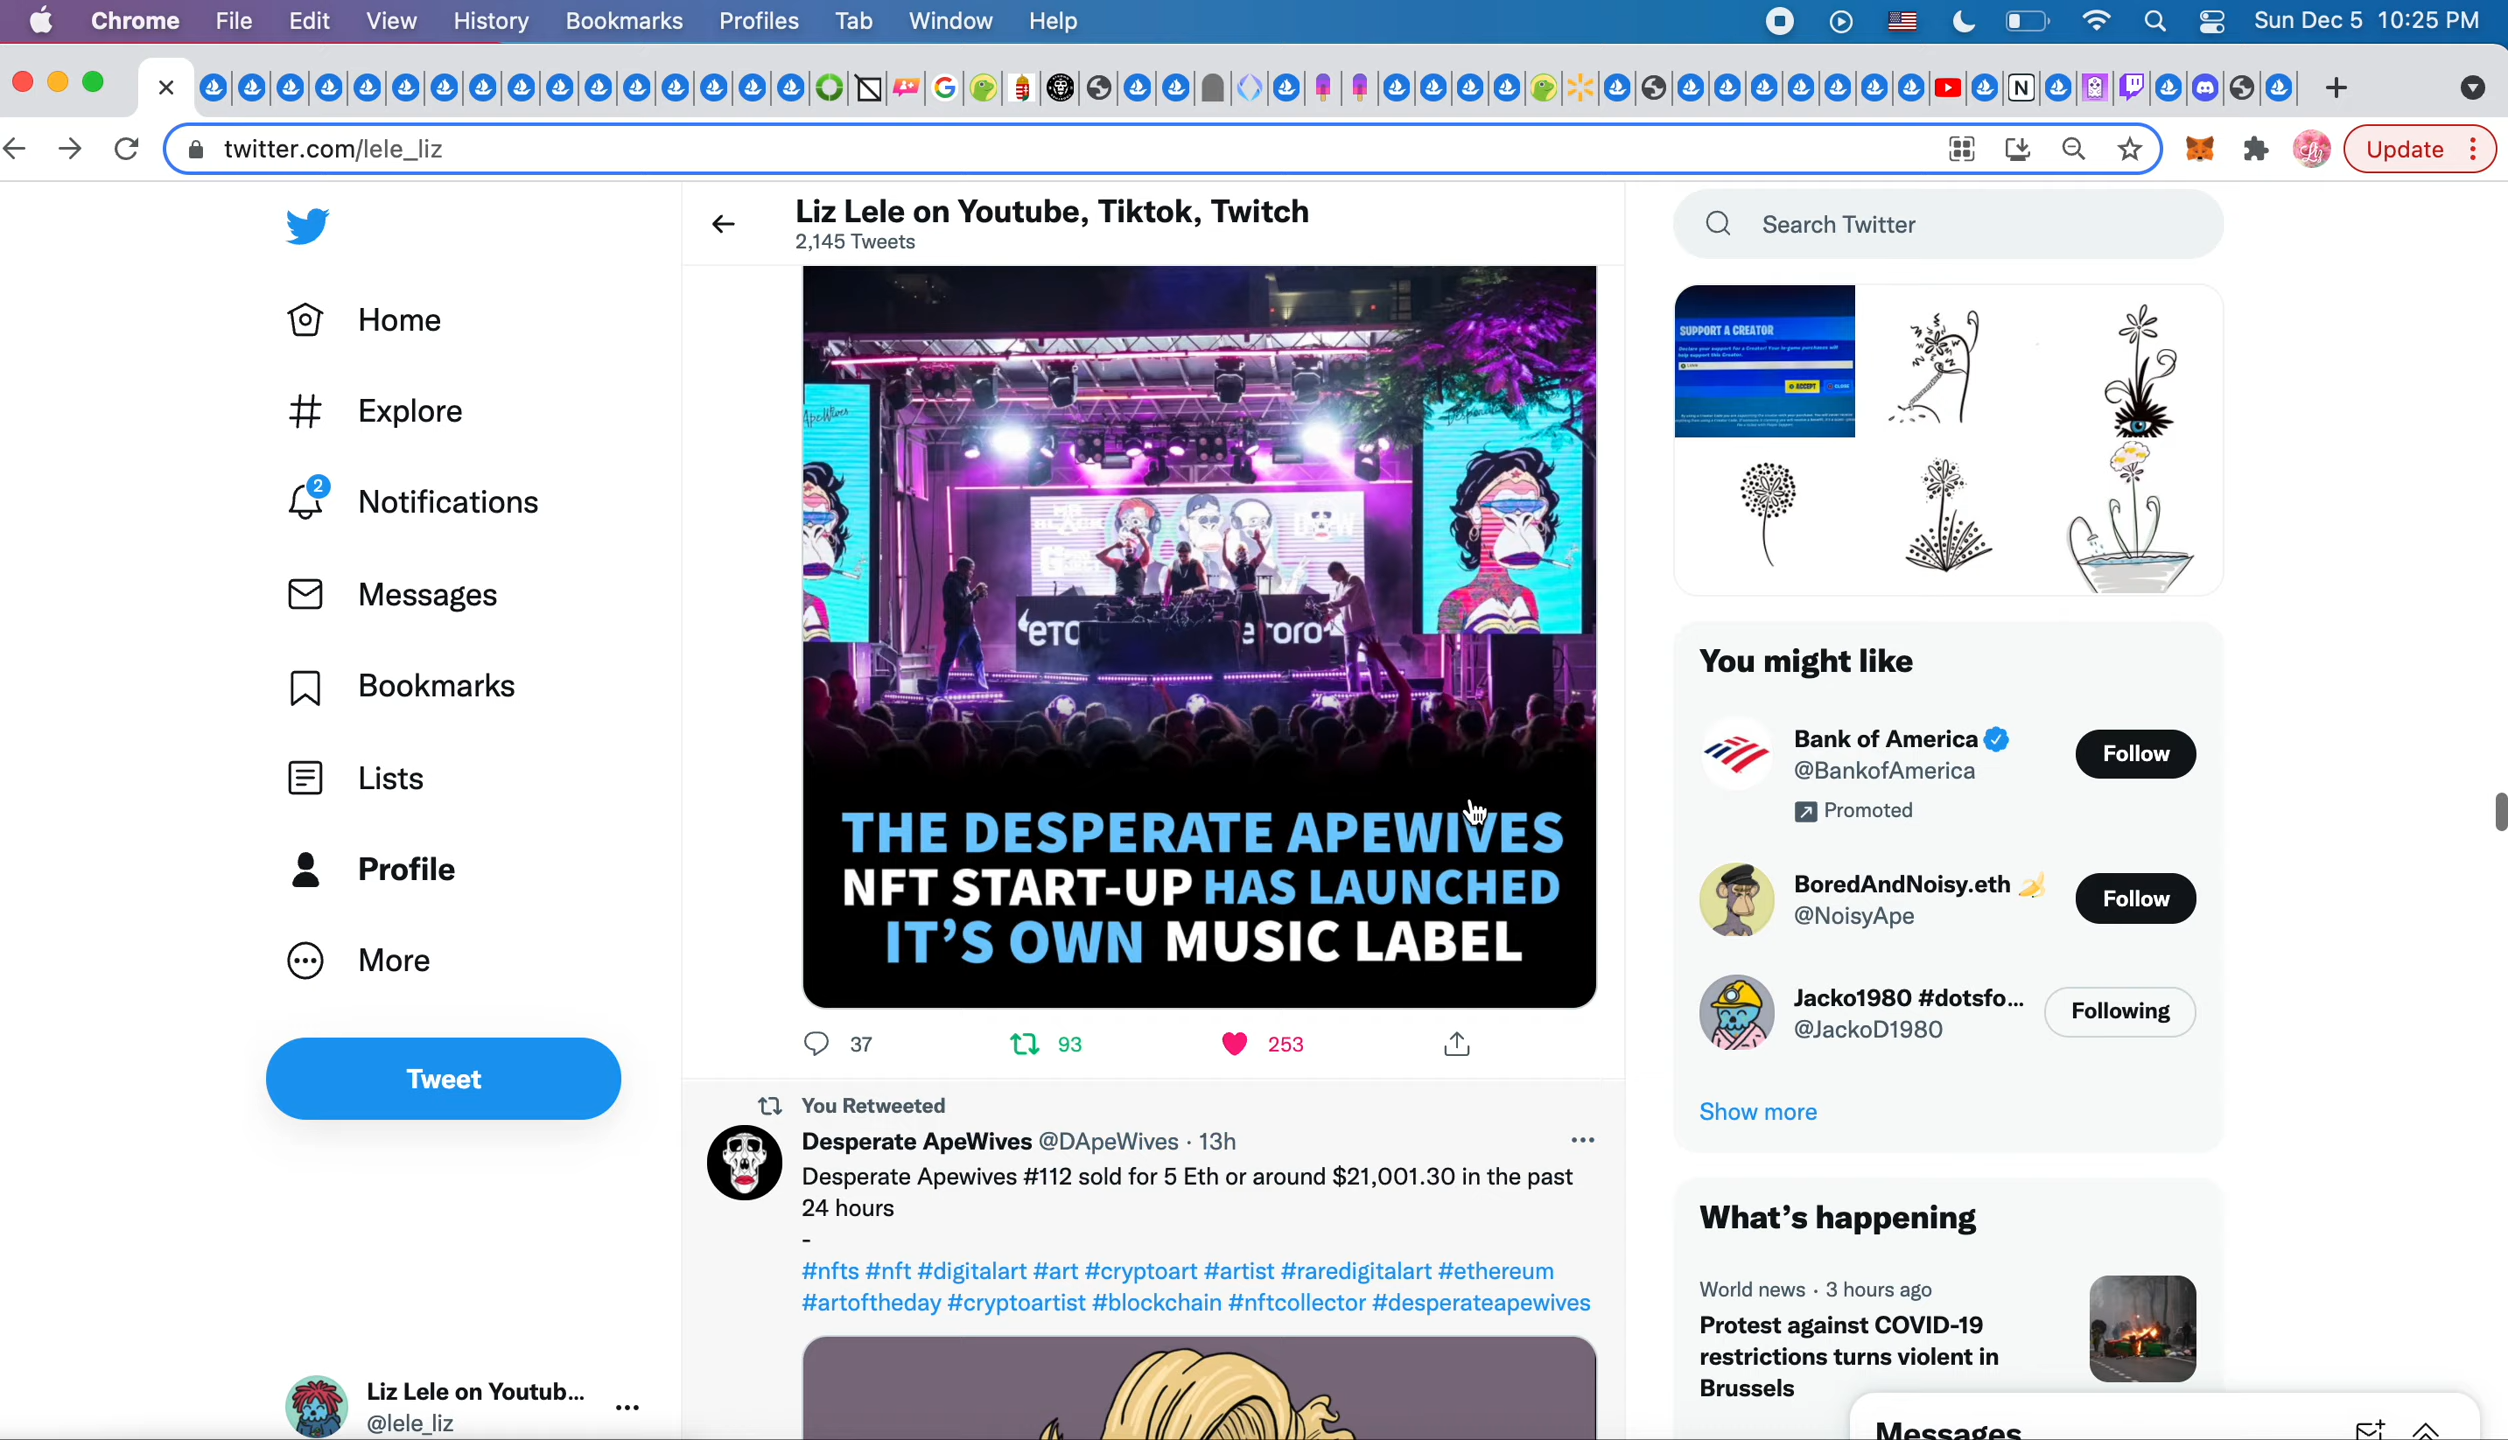 Chrome File Edit View History Bookmarks Profiles Tab Window Help Sun Dec 5 10:25 PM
twitter.com/lele_liz
Update
Liz Lele on Youtube, Tiktok, Twitch
2,145 Tweets
Search Twitter
Home
Explore
2
Notifications
Messages
Bookmarks
Lists
Profile
More
Tweet
Liz Lele on Youtub...
@lele_liz
ApeWives
eTO
eTORO
THE DESPERATE APEWIVES
NFT START-UP HAS LAUNCHED
IT'S OWN MUSIC LABEL
37 93 253
You Retweeted
Desperate ApeWives @DApeWives · 13h
Desperate Apewives #112 sold for 5 Eth or around $21,001.30 in the past
24 hours
-
#nfts #nft #digitalart #art #cryptoart #artist #raredigitalart #ethereum
#artoftheday #cryptoartist #blockchain #nftcollector #desperateapewives
SUPPORT A CREATOR
ACCEPT
CLOSE
You might like
Bank of America
@BankofAmerica
Promoted
Follow
BoredAndNoisy.eth
@NoisyApe
Follow
Jacko1980 #dotsfo...
@JackoD1980
Following
Show more
What's happening
World news · 3 hours ago
Protest against COVID-19
restrictions turns violent in
Brussels
Messages